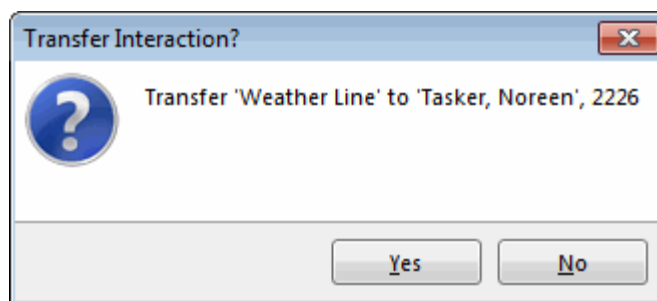 Transfer Interaction?
Transfer 'Weather Line' to 'Tasker, Noreen', 2226
Yes
No